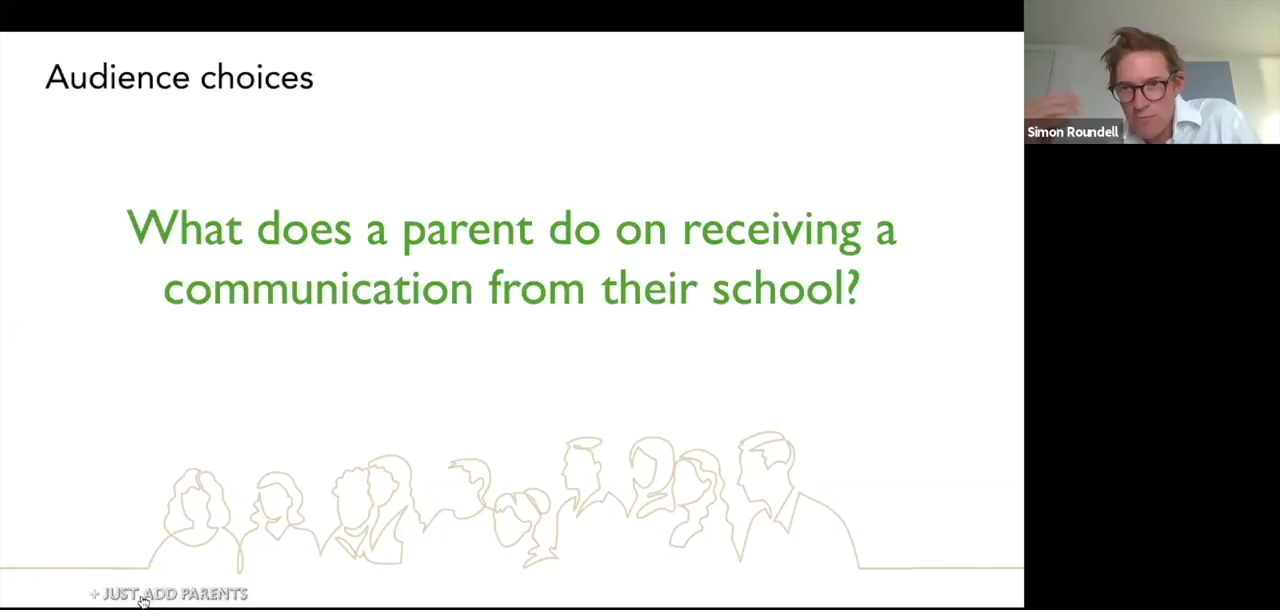 Audience choices
What does a parent do on receiving a
communication from their school?
Simon Roundell
+ JUST ADD PARENTS